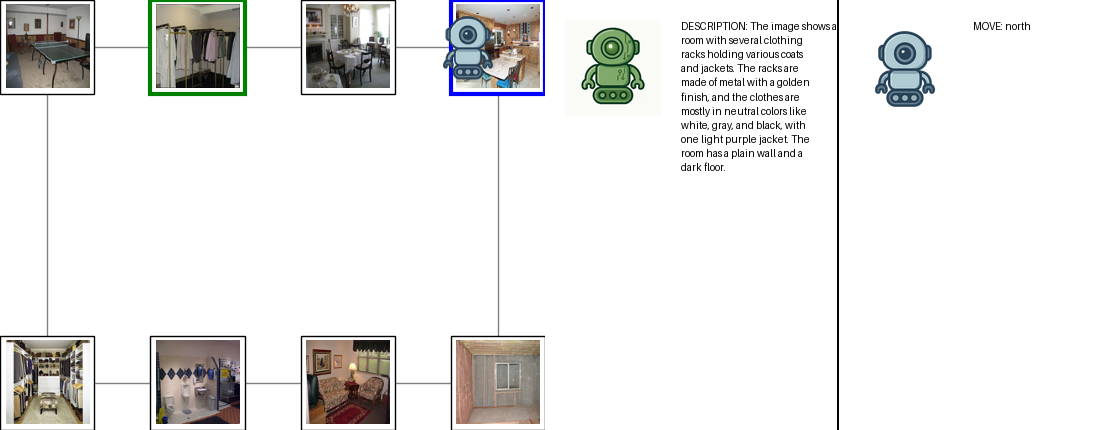 DESCRIPTION: The image shows a
room with several clothing
racks holding various coats
and jackets. The racks are
made of metal with a golden
finish, and the clothes are
mostly in neutral colors like
white, gray, and black, with
one light purple jacket. The
room has a plain wall and a
dark floor.
MOVE: north